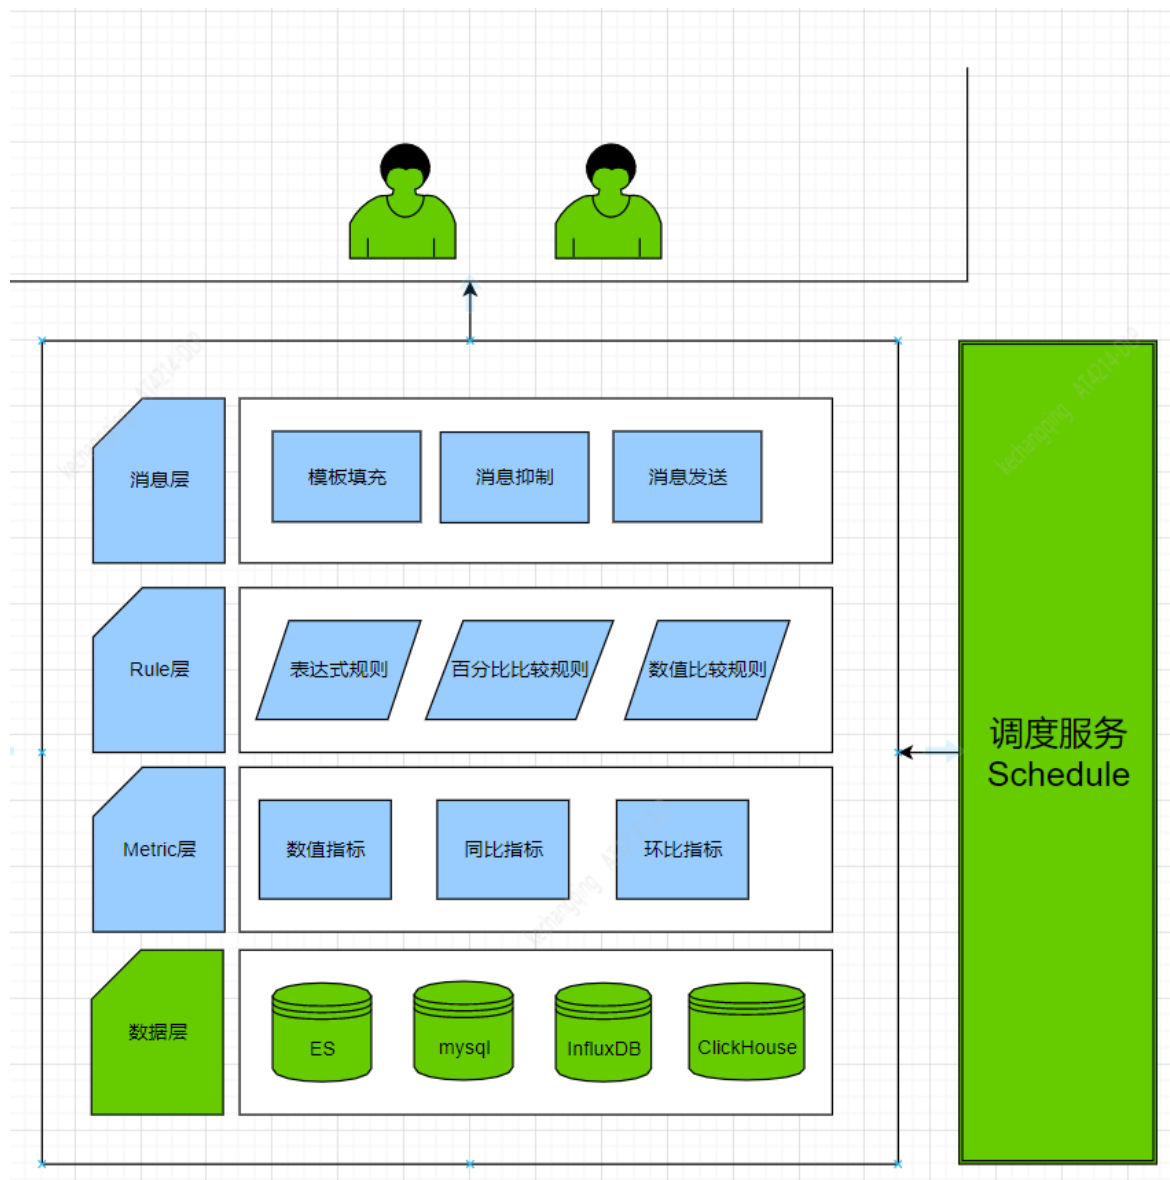 消息层
模板填充
消息抑制
消息发送
Rule层
表达式规则
百分比比较规则
数值比较规则
调度服务
Schedule
Metric层
数值指标
同比指标
环比指标
数据层
ES
mysql
InfluxDB
ClickHouse
kechangqing